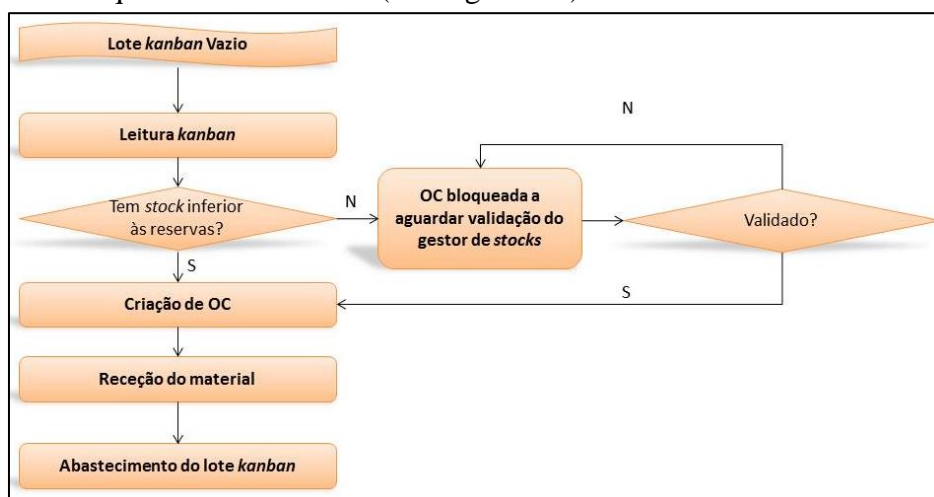 Lote kanban Vazio
Leitura kanban
Tem stock inferior
às reservas?
N
S
OC bloqueada a
aguardar validação do
gestor de stocks
N
Validado?
S
Criação de OC
Receção do material
Abastecimento do lote kanban